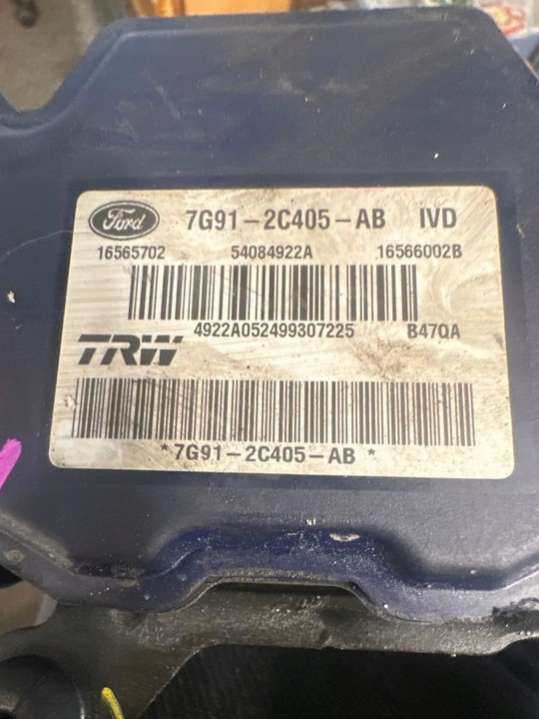 Ford 7G91-2C405-AB IVD
16565702 54084922A 16566002B
4922A052499307225 B47QA
TRW
*7G91-2C405-AB*